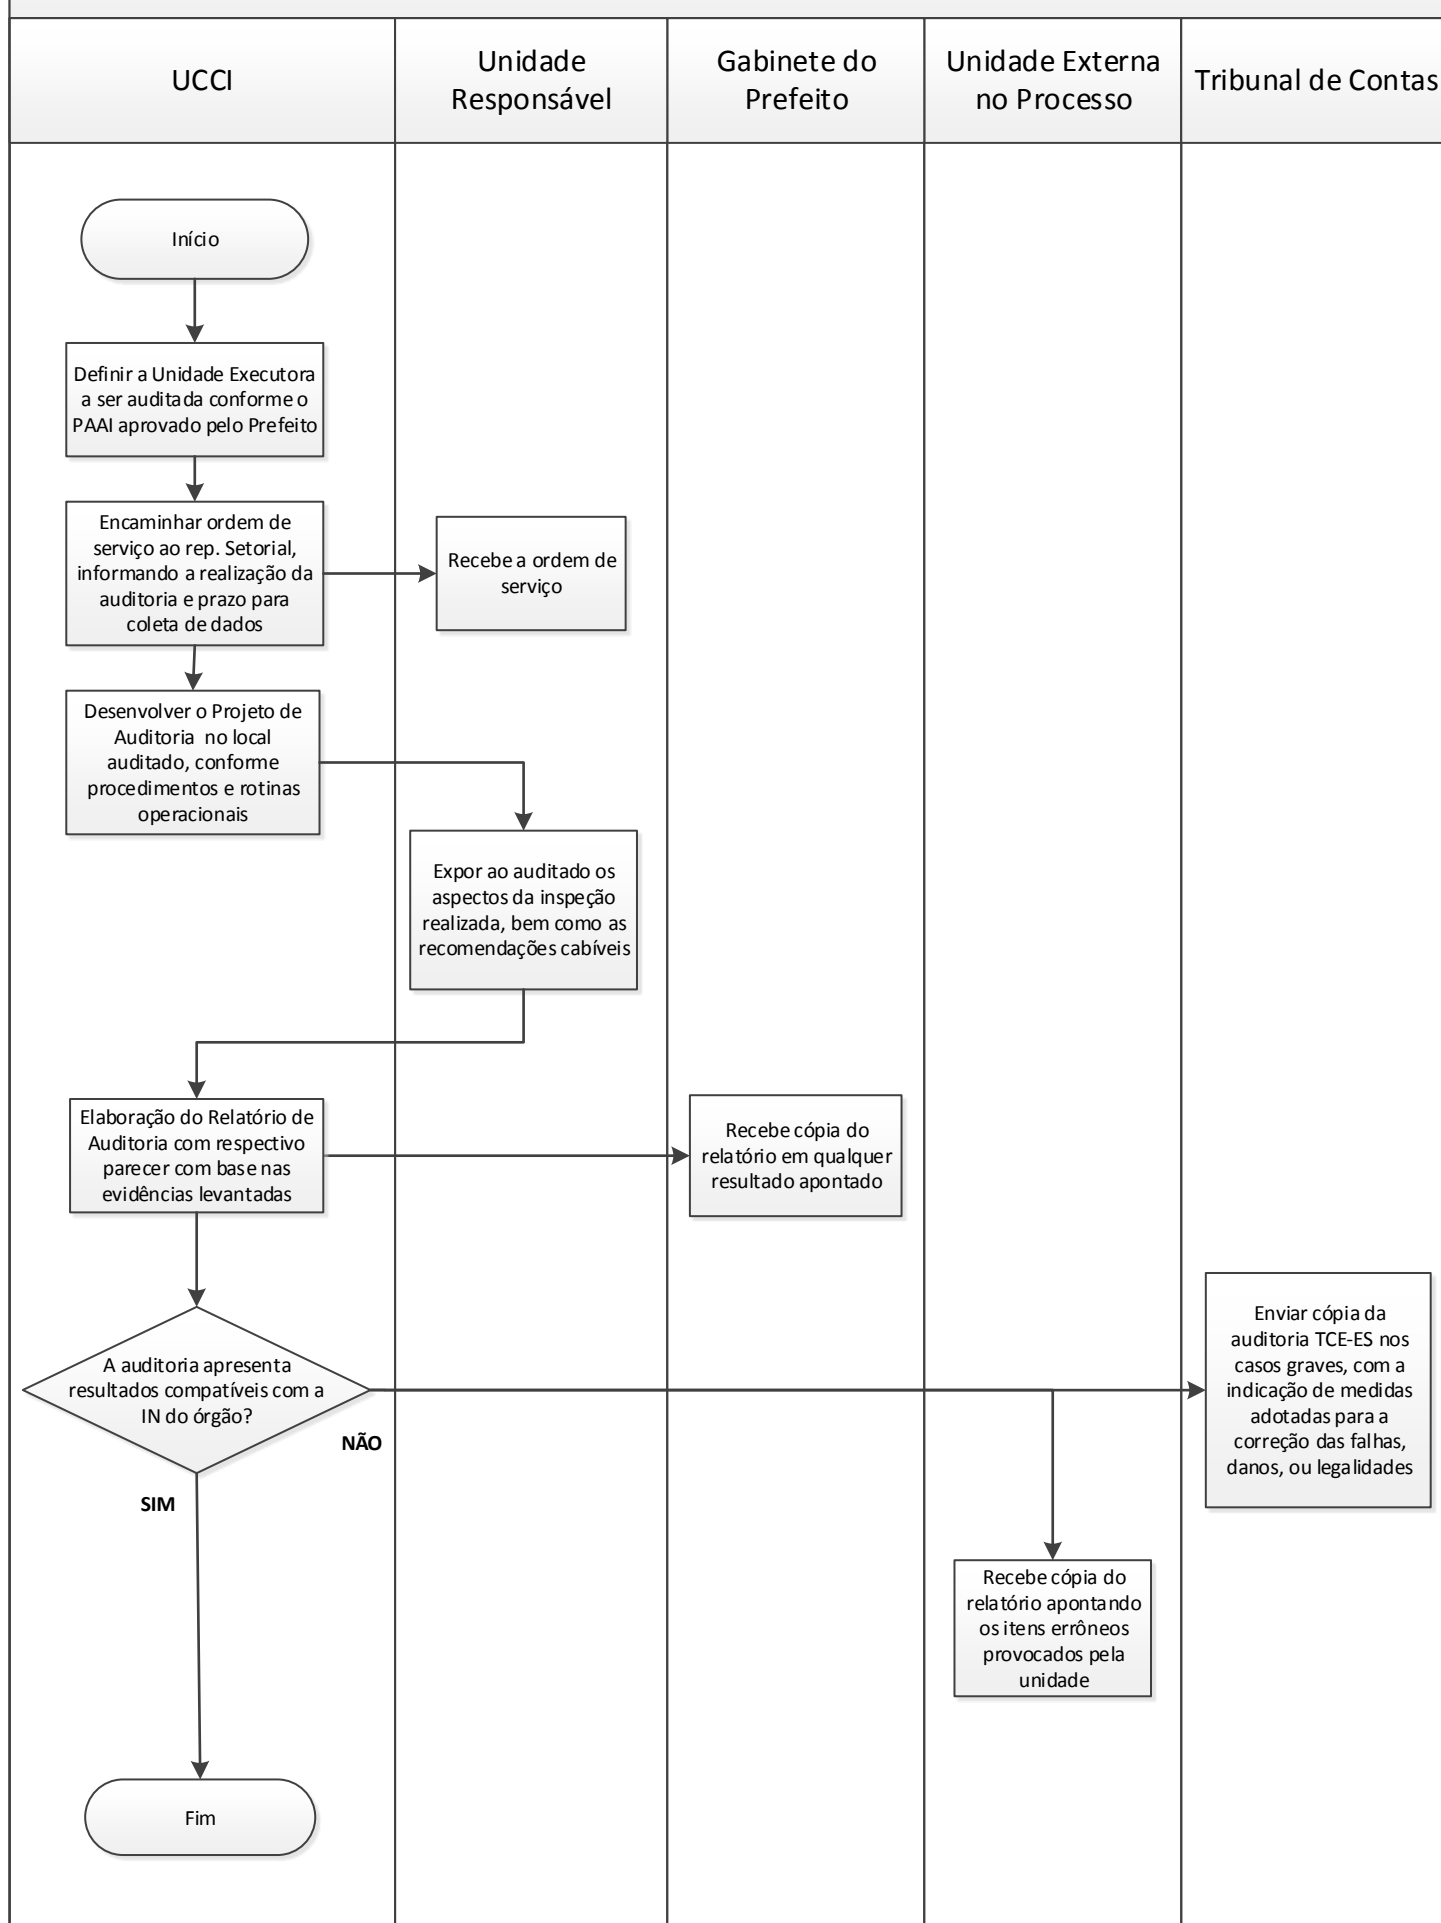 UCCI
Unidade
Responsável
Gabinete do
Prefeito
Unidade Externa
no Processo
Tribunal de Contas
Início
Definir a Unidade Executora
a ser auditada conforme o
PAAI aprovado pelo Prefeito
Encaminhar ordem de
serviço ao rep. Setorial,
informando a realização da
auditoria e prazo para
coleta de dados
Recebe a ordem de
serviço
Desenvolver o Projeto de
Auditoria no local
auditado, conforme
procedimentos e rotinas
operacionais
Expor ao auditado os
aspectos da inspeção
realizada, bem como as
recomendações cabíveis
Elaboração do Relatório de
Auditoria com respectivo
parecer com base nas
evidências levantadas
Recebe cópia do
relatório em qualquer
resultado apontado
A auditoria apresenta
resultados compatíveis com a
IN do órgão?
NÃO
SIM
Enviar cópia da
auditoria TCE-ES nos
casos graves, com a
indicação de medidas
adotadas para a
correção das falhas,
danos, ou legalidades
Recebe cópia do
relatório apontando
os itens errôneos
provocados pela
unidade
Fim